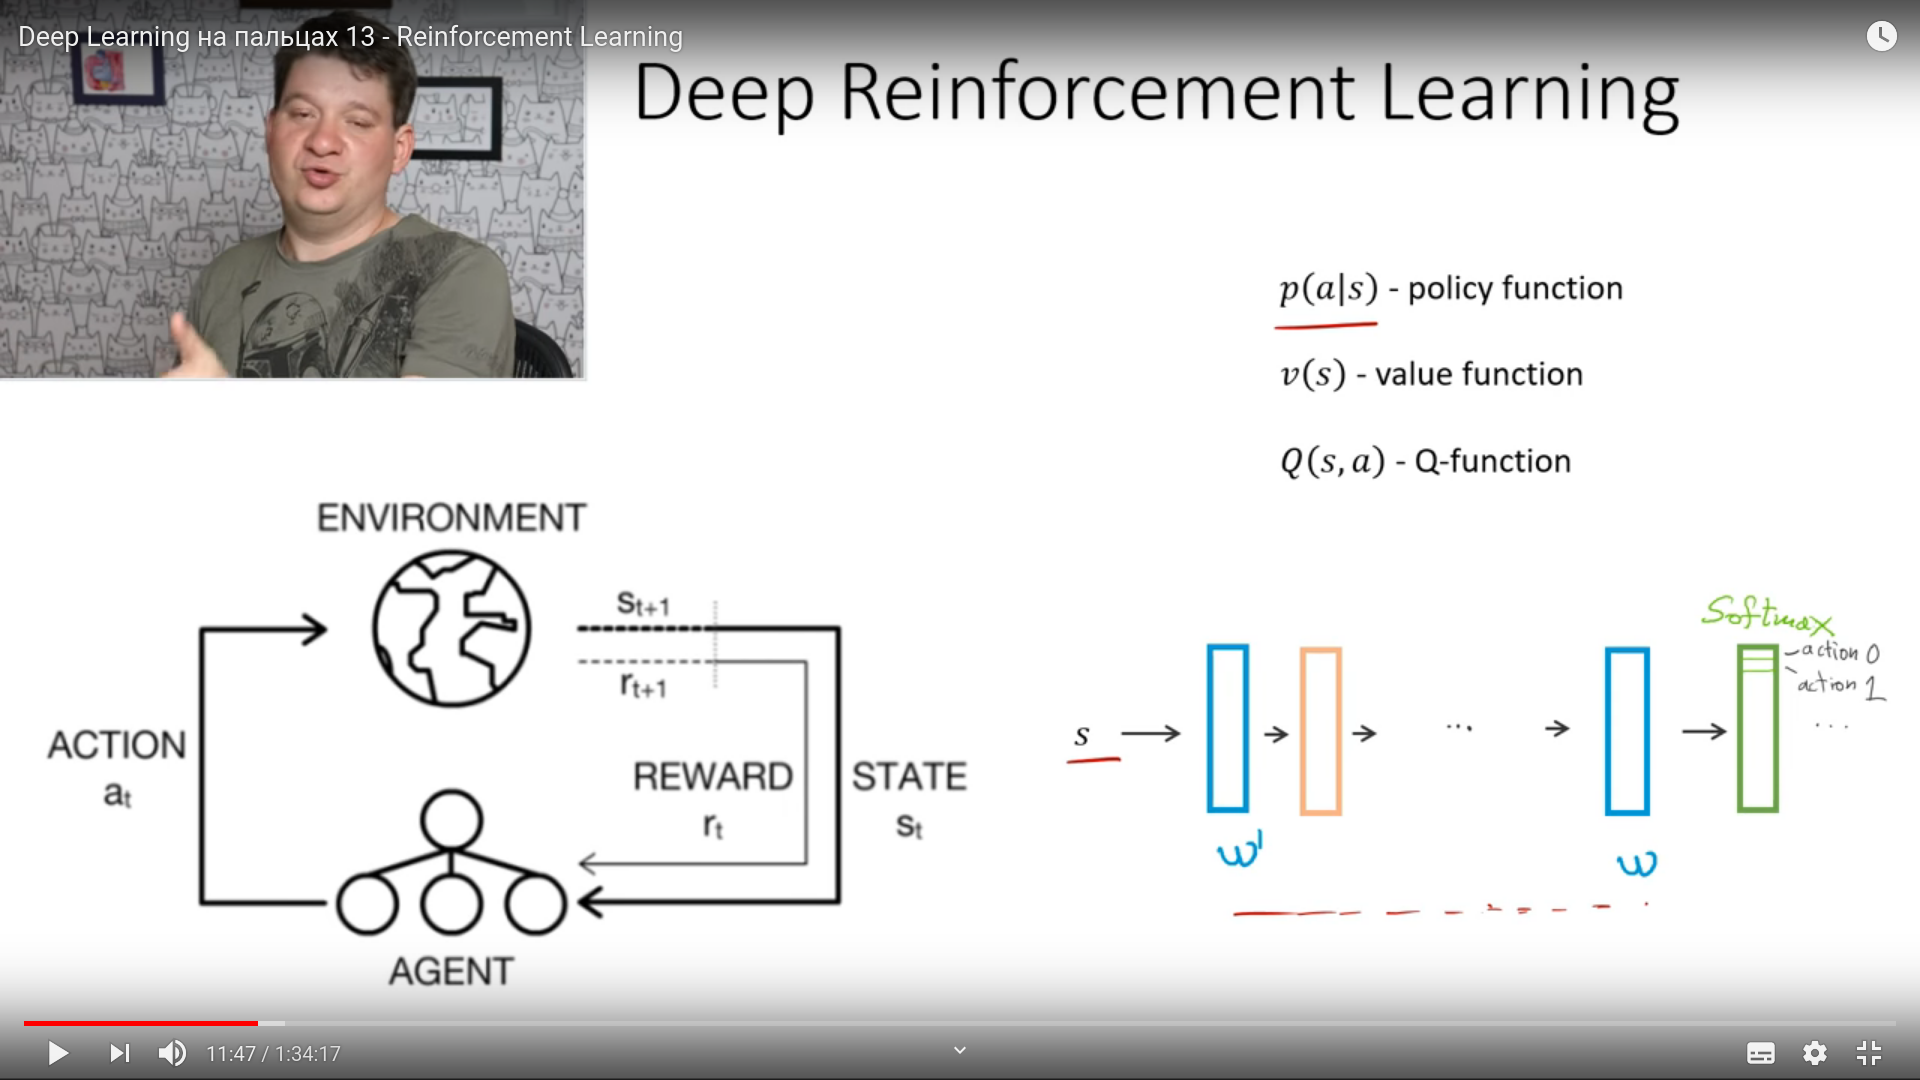 Deep Learning на пальцах 13 - Reinforcement Learning
Deep Reinforcement Learning
p(a|s) - policy function
v(s) - value function
Q(s, a) - Q-function
ENVIRONMENT
s_{t+1}
r_{t+1}
ACTION
a_t
REWARD
r_t
STATE
s_t
AGENT
s
...
Softmax
action 0
action 1
...
ω'
ω
11:47 / 1:34:17